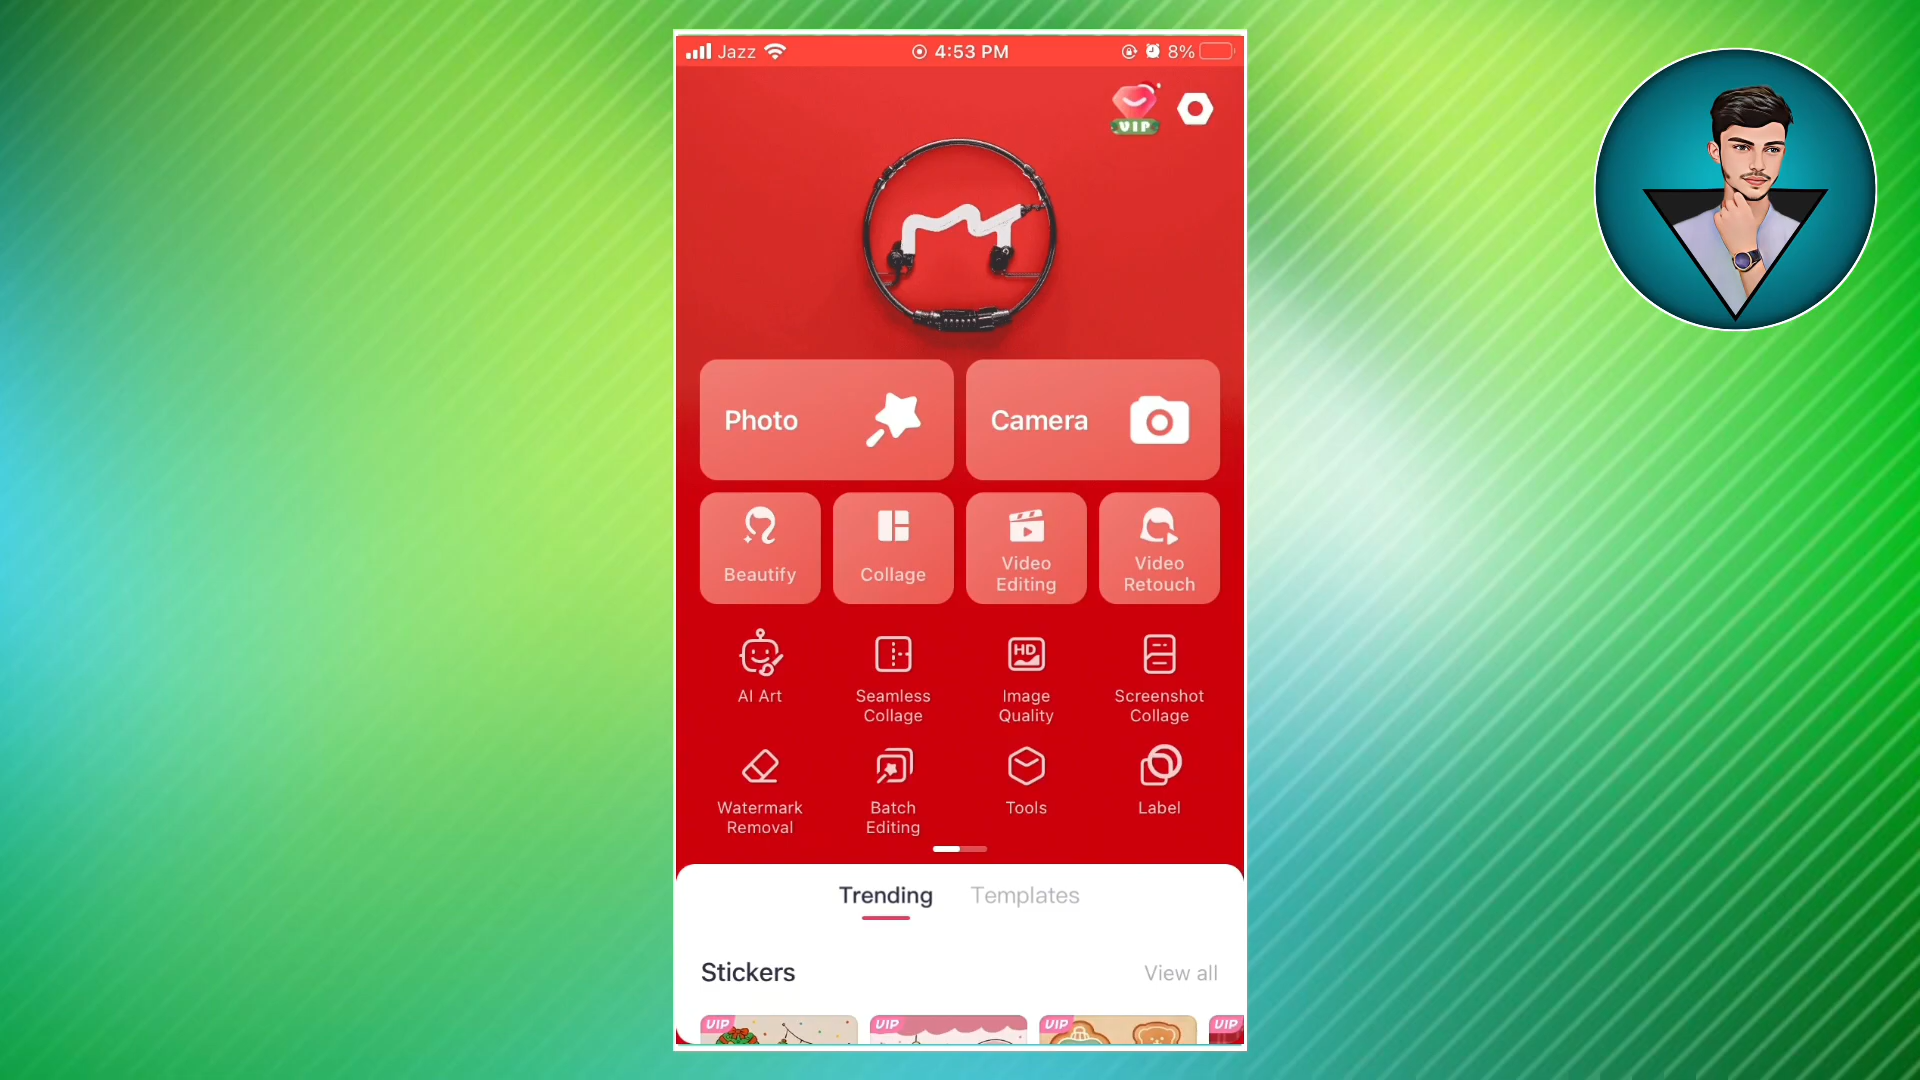 Jazz 4:53 PM 8%
VIP
Photo Camera
Beautify Collage Video Editing Video Retouch
AI Art Seamless Collage HD Image Quality Screenshot Collage
Watermark Removal Batch Editing Tools Label
Trending Templates
Stickers View all
VIP VIP VIP VIP